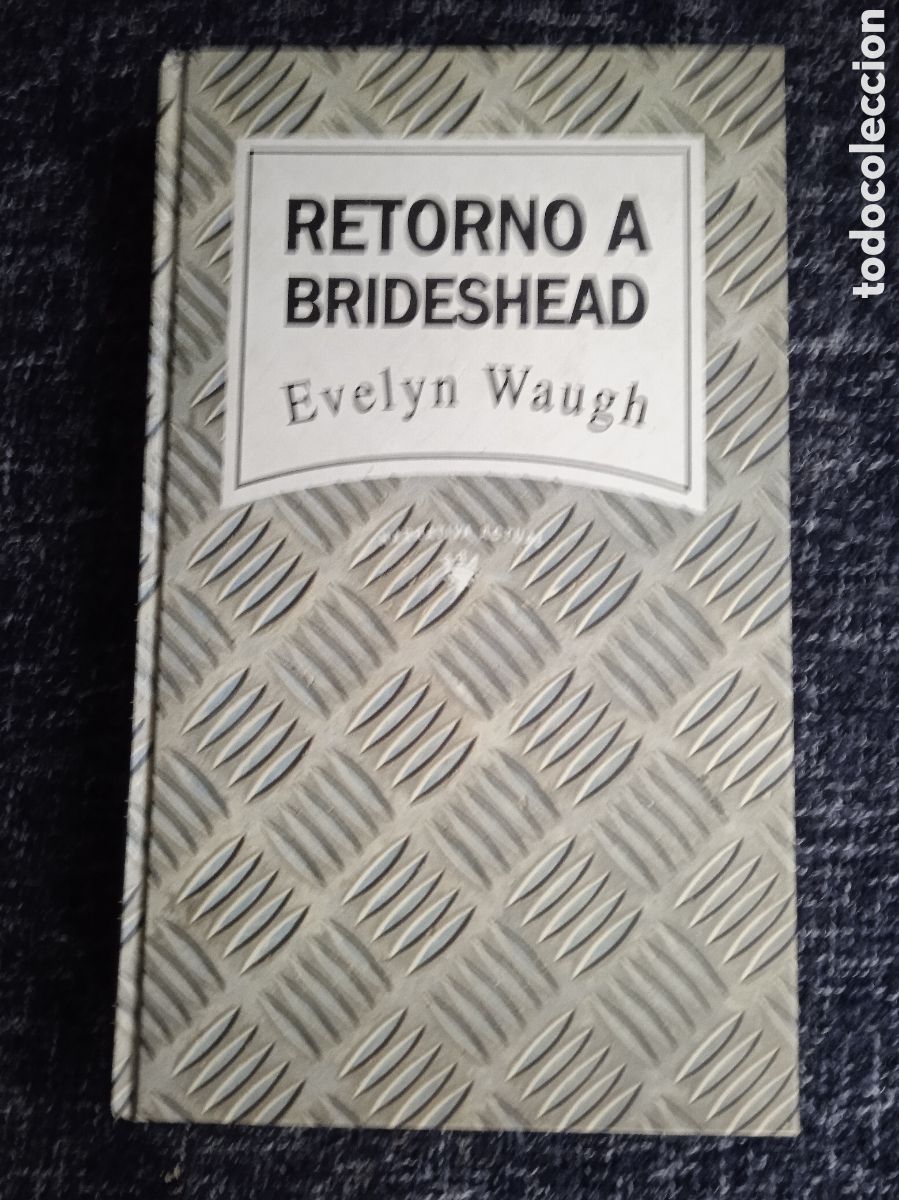 RETORNO A
BRIDESHEAD
Evelyn Waugh
todocoleccion